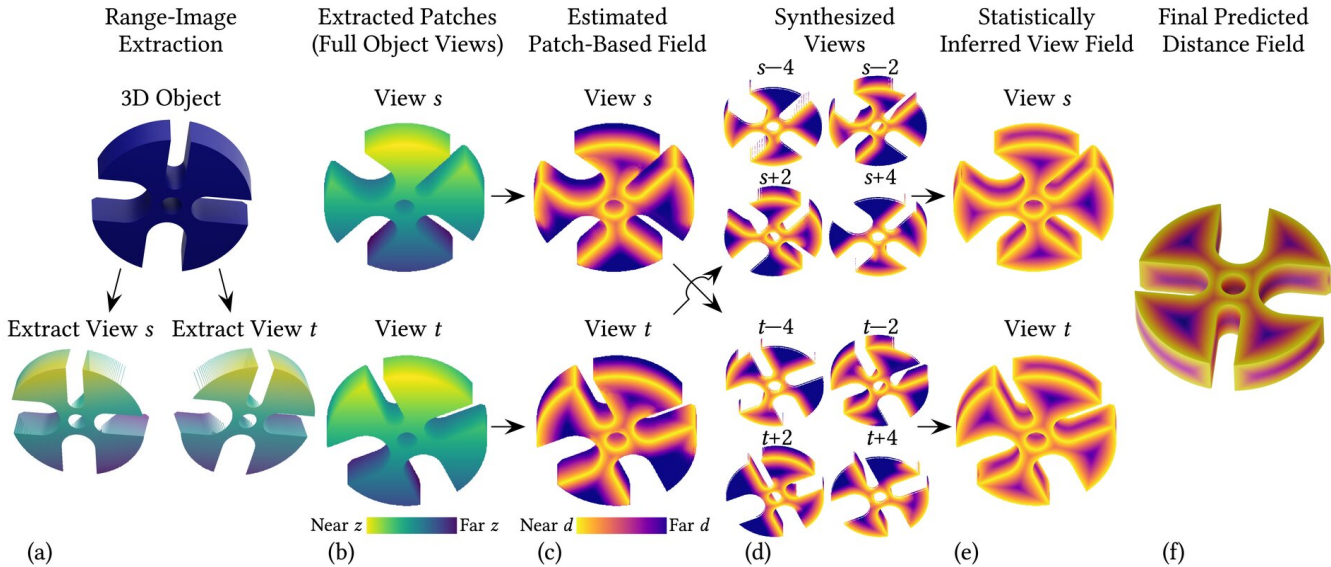 Range-Image
Extraction
Extracted Patches
(Full Object Views)
Estimated
Patch-Based Field
Synthesized
Views
Statistically
Inferred View Field
Final Predicted
Distance Field
3D Object
View s
View s
s—4
s—2
s+2
s+4
View s
Extract View s
Extract View t
View t
View t
t—4
t—2
t+2
t+4
View t
Near z
Far z
Near d
Far d
(a)
(b)
(c)
(d)
(e)
(f)